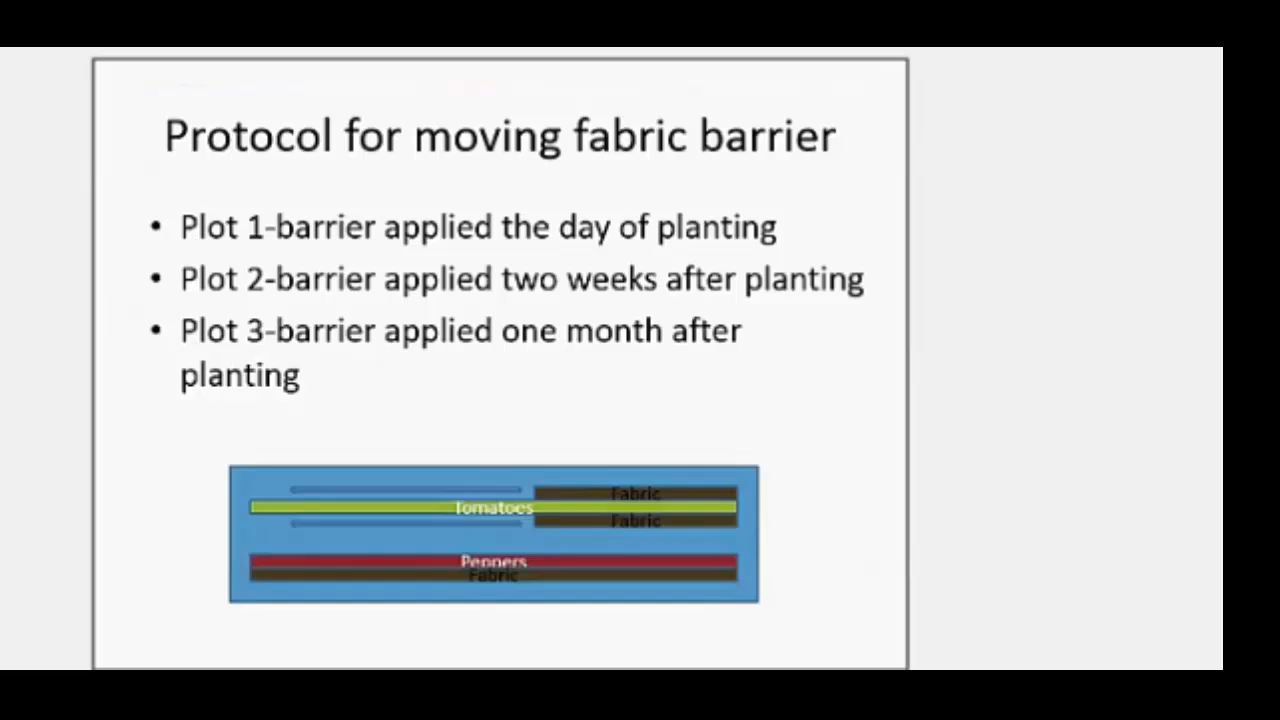 Protocol for moving fabric barrier
• Plot 1-barrier applied the day of planting
• Plot 2-barrier applied two weeks after planting
• Plot 3-barrier applied one month after
planting
Fabric
Tomatoes
Fabric
Peppers
Fabric